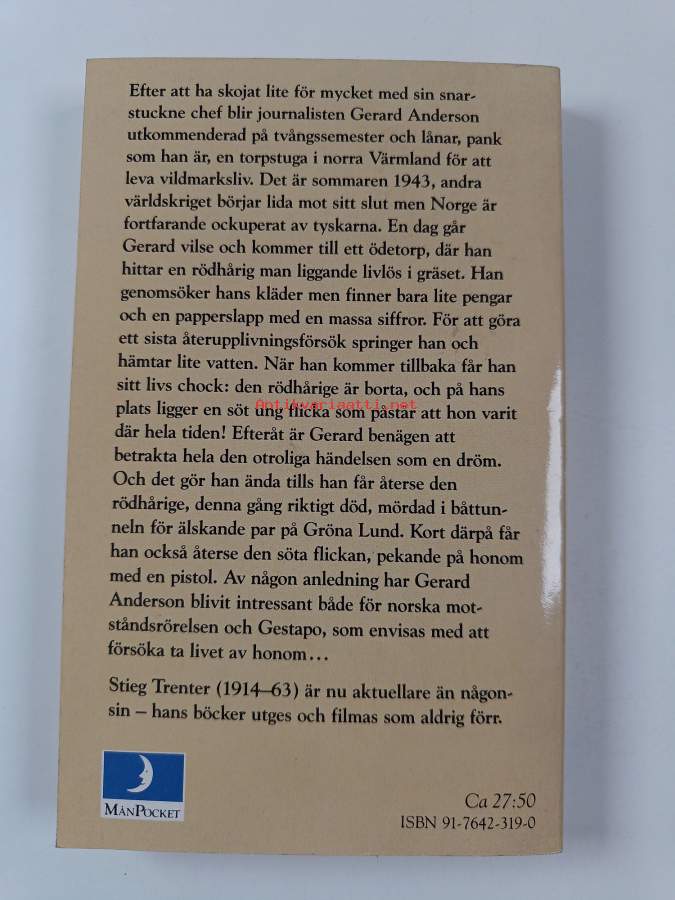 Efter att ha skojat lite för mycket med sin snar-
stuckne chef blir journalisten Gerard Anderson
utkommenderad på tvångssemester och lånar, pank
som han är, en torpstuga i norra Värmland för att
leva vildmarksliv. Det är sommaren 1943, andra
världskriget börjar lida mot sitt slut men Norge är
fortfarande ockuperat av tyskarna. En dag går
Gerard vilse och kommer till ett ödetorp, där han
hittar en rödhårig man liggande livlös i gräset. Han
genomsöker hans kläder men finner bara lite pengar
och en papperslapp med en massa siffror. För att göra
ett sista återupplivningsförsök springer han och
hämtar lite vatten. När han kommer tillbaka får han
sitt livs chock: den rödhårige är borta, och på hans
Antikvariaatti.net
plats ligger en söt ung flicka som påstår att hon varit
där hela tiden! Efteråt är Gerard benägen att
betrakta hela den otroliga händelsen som en dröm.
Och det gör han ända tills han får återse den
rödhårige, denna gång riktigt död, mördad i båttun-
neln för älskande par på Gröna Lund. Kort därpå får
han också återse den söta flickan, pekande på honom
med en pistol. Av någon anledning har Gerard
Anderson blivit intressant både för norska mot-
ståndsrörelsen och Gestapo, som envisas med att
försöka ta livet av honom…
Stieg Trenter (1914–63) är nu aktuellare än någon-
sin – hans böcker utges och filmas som aldrig förr.
MånPocket
Ca 27:50
ISBN 91-7642-319-0